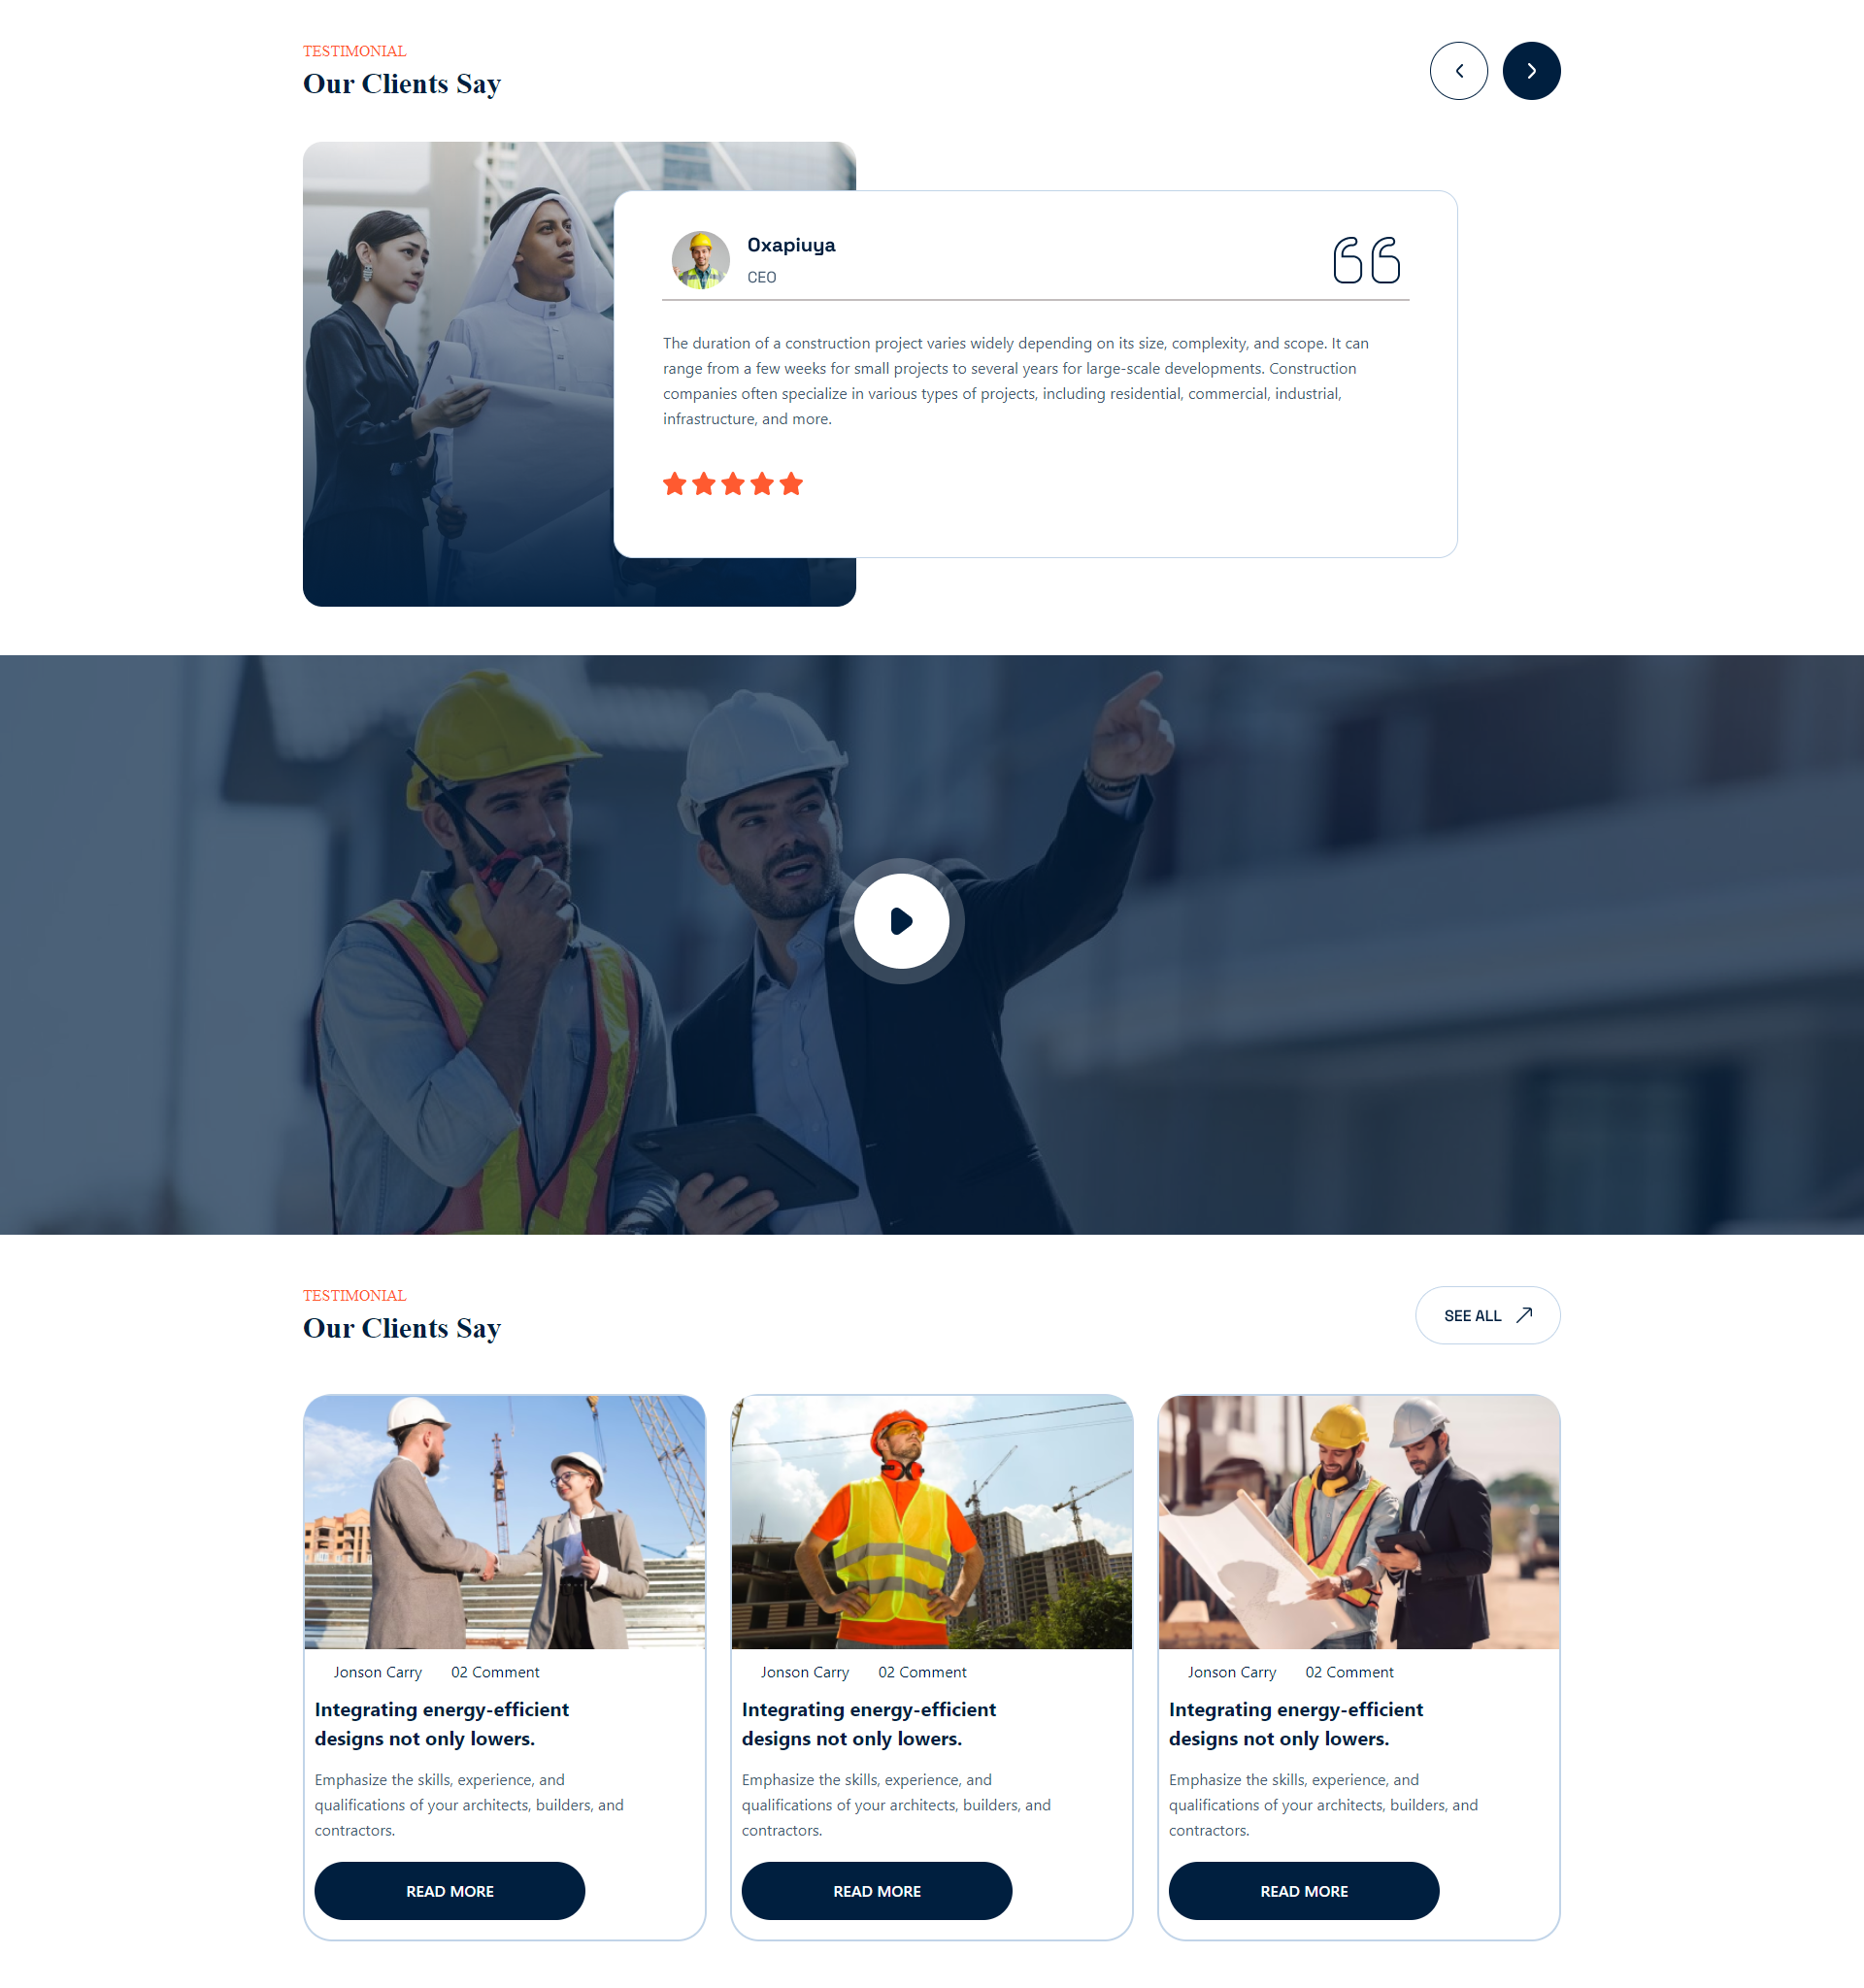 TESTIMONIAL
Our Clients Say
Oxapiuya
CEO
The duration of a construction project varies widely depending on its size, complexity, and scope. It can
range from a few weeks for small projects to several years for large-scale developments. Construction
companies often specialize in various types of projects, including residential, commercial, industrial,
infrastructure, and more.
TESTIMONIAL
Our Clients Say
SEE ALL
Jonson Carry 02 Comment
Integrating energy-efficient
designs not only lowers.
Emphasize the skills, experience, and
qualifications of your architects, builders, and
contractors.
READ MORE
Jonson Carry 02 Comment
Integrating energy-efficient
designs not only lowers.
Emphasize the skills, experience, and
qualifications of your architects, builders, and
contractors.
READ MORE
Jonson Carry 02 Comment
Integrating energy-efficient
designs not only lowers.
Emphasize the skills, experience, and
qualifications of your architects, builders, and
contractors.
READ MORE